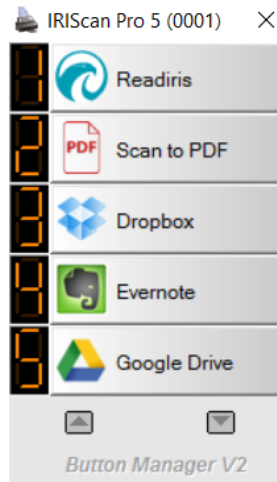 IRIScan Pro 5 (0001)
1 Readiris
2 PDF Scan to PDF
3 Dropbox
4 Evernote
5 Google Drive
Button Manager V2